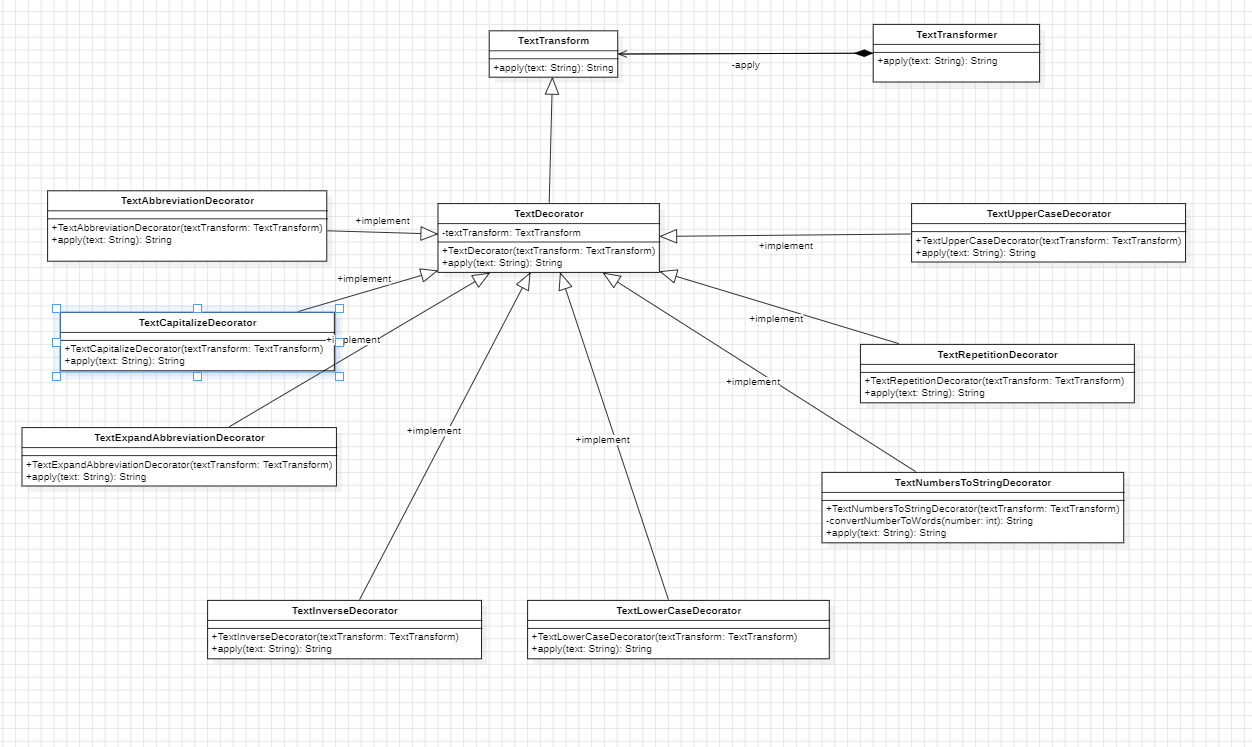 TextTransform
+apply(text: String): String
TextTransformer
+apply(text: String): String
-apply
TextAbbreviationDecorator
+TextAbbreviationDecorator(textTransform: TextTransform)
+apply(text: String): String
+implement
TextDecorator
-textTransform: TextTransform
+TextDecorator(textTransform: TextTransform)
+apply(text: String): String
+implement
TextUpperCaseDecorator
+TextUpperCaseDecorator(textTransform: TextTransform)
+apply(text: String): String
+implement
TextCapitalizeDecorator
+TextCapitalizeDecorator(textTransform: TextTransform)
+apply(text: String): String
+implement
+implement
TextRepetitionDecorator
+TextRepetitionDecorator(textTransform: TextTransform)
+apply(text: String): String
+implement
TextExpandAbbreviationDecorator
+TextExpandAbbreviationDecorator(textTransform: TextTransform)
+apply(text: String): String
+implement
+implement
TextNumbersToStringDecorator
+TextNumbersToStringDecorator(textTransform: TextTransform)
-convertNumberToWords(number: int): String
+apply(text: String): String
TextInverseDecorator
+TextInverseDecorator(textTransform: TextTransform)
+apply(text: String): String
TextLowerCaseDecorator
+TextLowerCaseDecorator(textTransform: TextTransform)
+apply(text: String): String